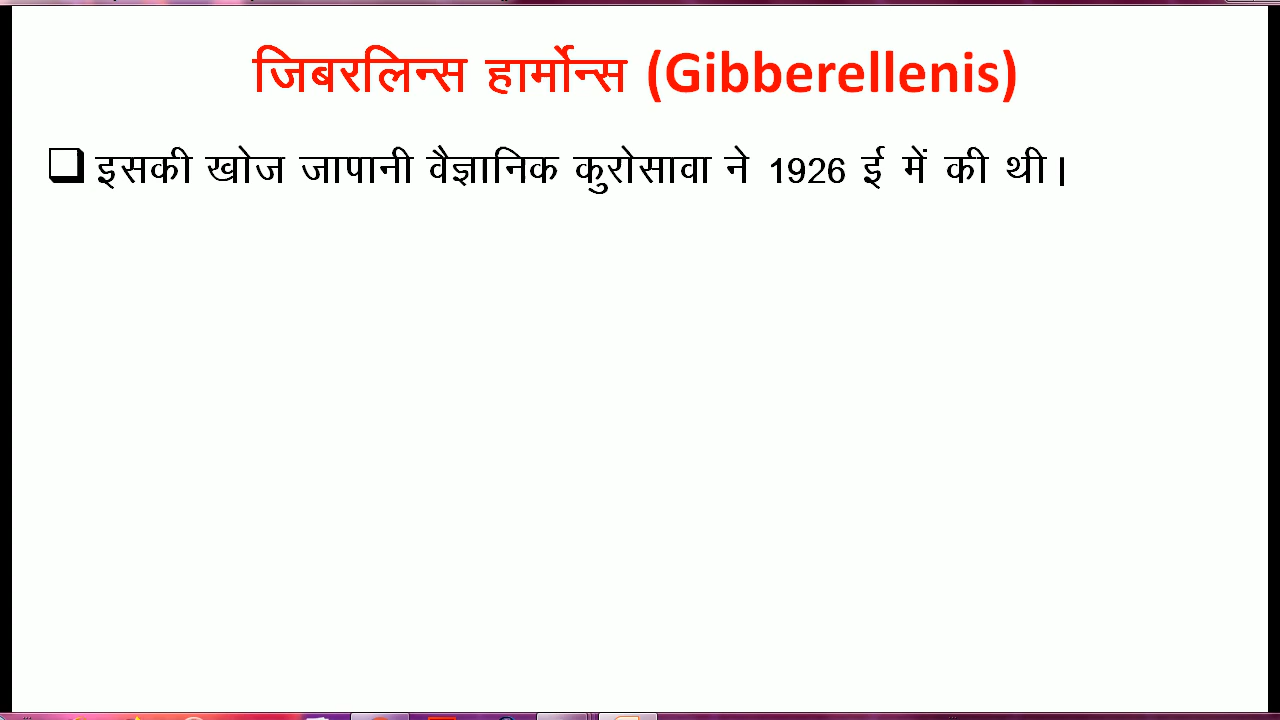 जिबरलिन्स हार्मोन्स (Gibberellenis)
इसकी खोज जापानी वैज्ञानिक कुरोसावा ने 1926 ई में की थी।